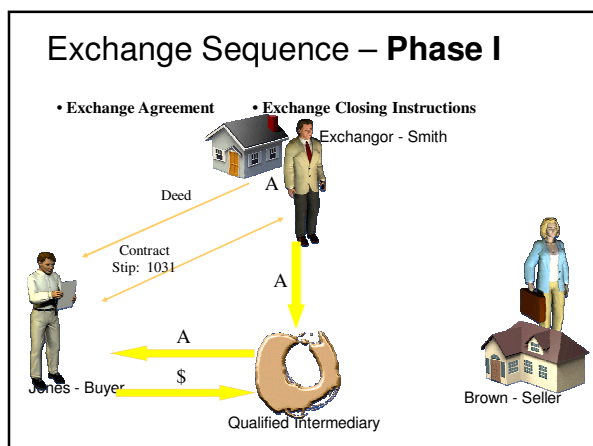 Exchange Sequence – Phase I
• Exchange Agreement
• Exchange Closing Instructions
Exchangor - Smith
A
Deed
Contract
Stip: 1031
A
A
$
Jones - Buyer
Qualified Intermediary
Brown - Seller